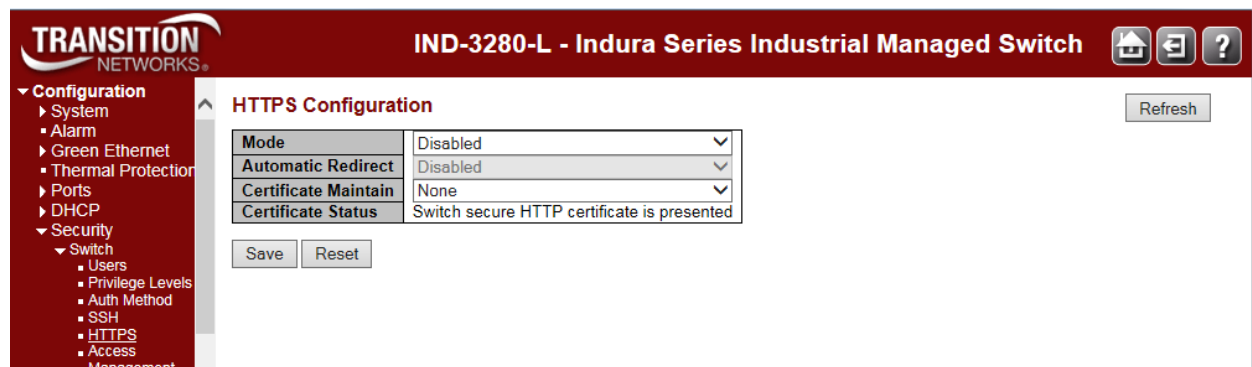 TRANSITION
NETWORKS®
IND-3280-L - Indura Series Industrial Managed Switch
?
Configuration
System
Alarm
Green Ethernet
Thermal Protection
Ports
DHCP
Security
Switch
Users
Privilege Levels
Auth Method
SSH
HTTPS
Access
Management
HTTPS Configuration
Refresh
Mode Disabled
Automatic Redirect Disabled
Certificate Maintain None
Certificate Status Switch secure HTTP certificate is presented
Save Reset